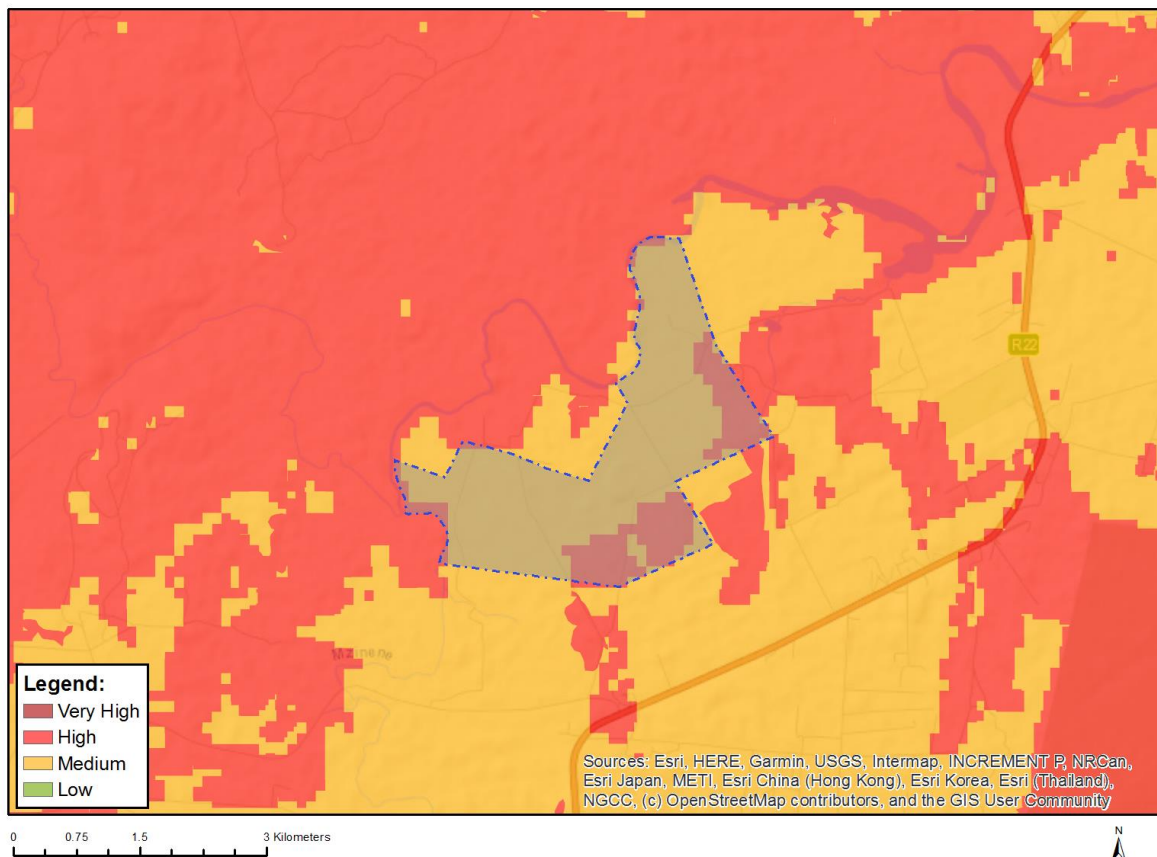 R22
Mzinene
Legend:
Very High
High
Medium
Low
Sources: Esri, HERE, Garmin, USGS, Intermap, INCREMENT P, NRCan,
Esri Japan, METI, Esri China (Hong Kong), Esri Korea, Esri (Thailand),
NGCC, (c) OpenStreetMap contributors, and the GIS User Community
0 0.75 1.5 3 Kilometers
N